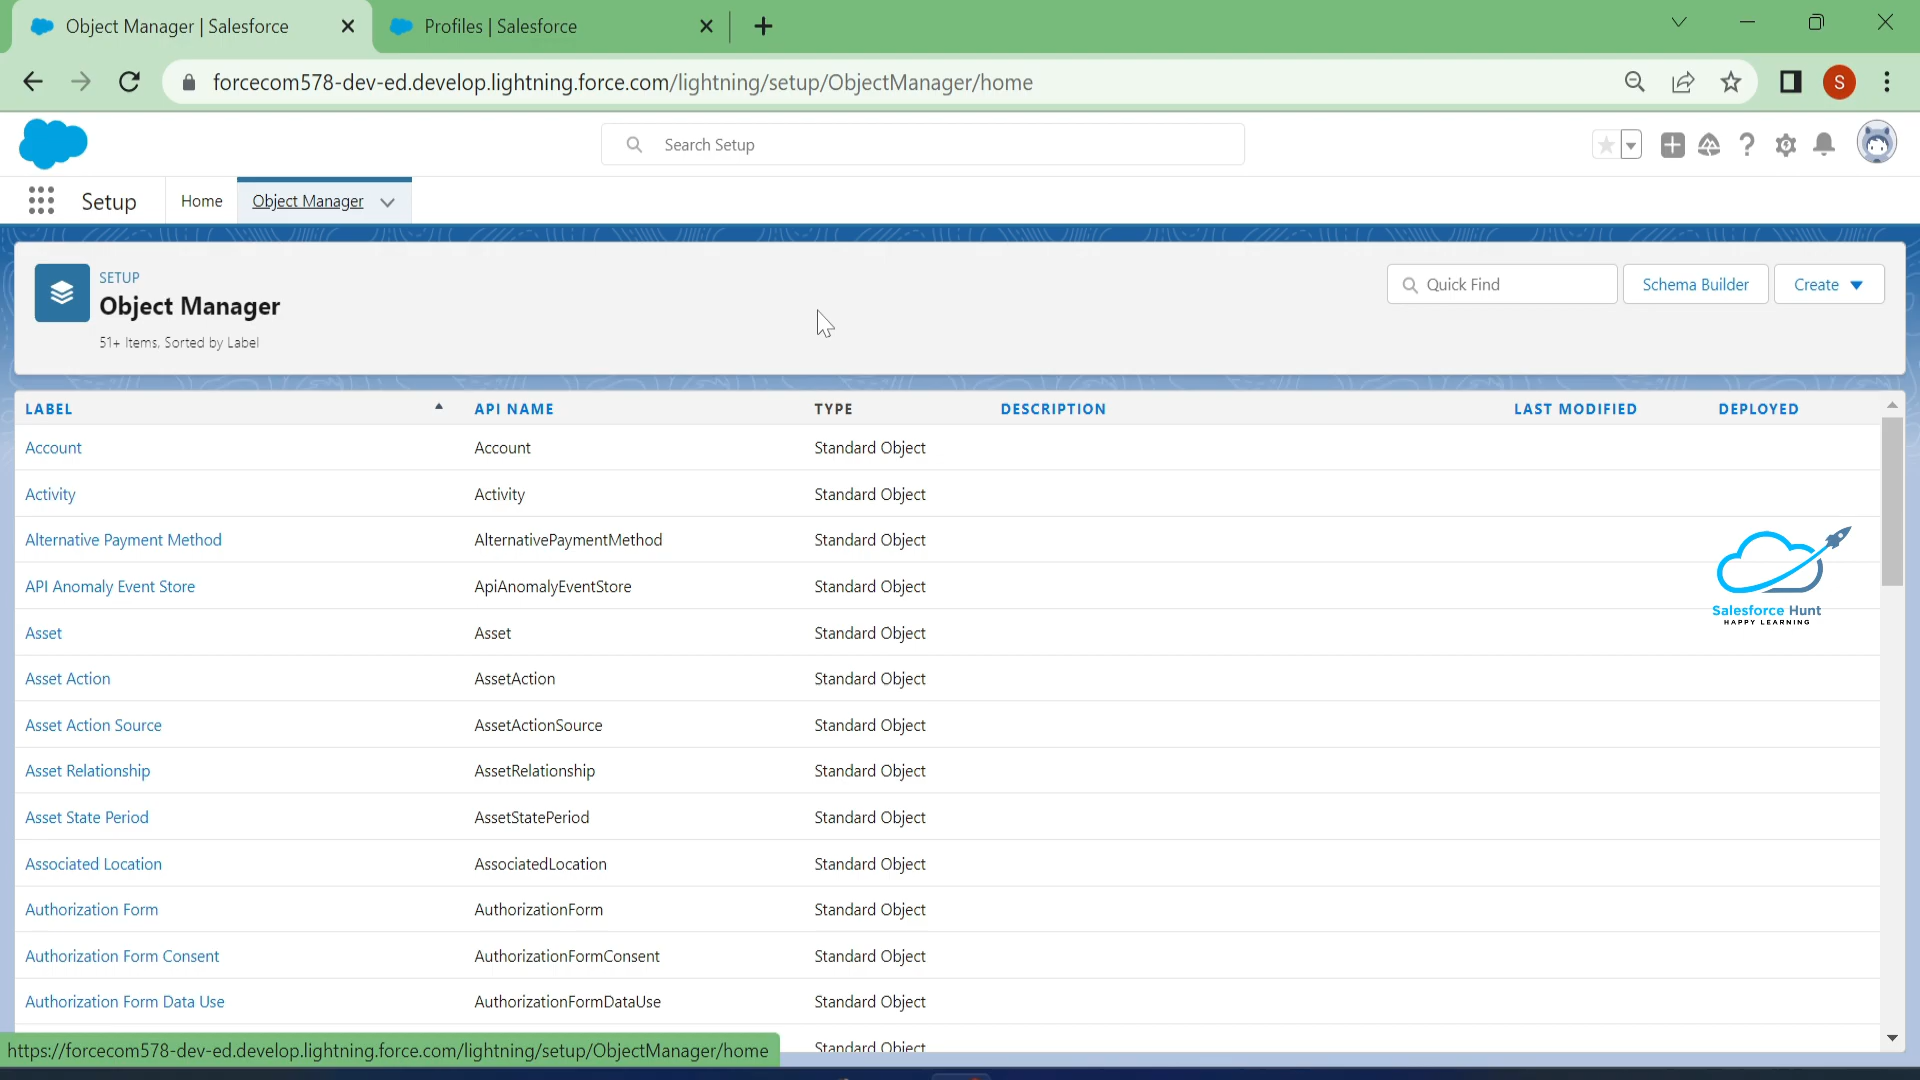 Object Manager | Salesforce
Profiles | Salesforce
forcecom578-dev-ed.develop.lightning.force.com/lightning/setup/ObjectManager/home
S
Search Setup
Setup
Home
Object Manager
SETUP
Object Manager
51+ Items, Sorted by Label
Quick Find
Schema Builder
Create
LABEL API NAME TYPE DESCRIPTION LAST MODIFIED DEPLOYED
Account Account Standard Object
Activity Activity Standard Object
Alternative Payment Method AlternativePaymentMethod Standard Object
API Anomaly Event Store ApiAnomalyEventStore Standard Object
Asset Asset Standard Object
Asset Action AssetAction Standard Object
Asset Action Source AssetActionSource Standard Object
Asset Relationship AssetRelationship Standard Object
Asset State Period AssetStatePeriod Standard Object
Associated Location AssociatedLocation Standard Object
Authorization Form AuthorizationForm Standard Object
Authorization Form Consent AuthorizationFormConsent Standard Object
Authorization Form Data Use AuthorizationFormDataUse Standard Object
Standard Object
Salesforce Hunt
HAPPY LEARNING
https://forcecom578-dev-ed.develop.lightning.force.com/lightning/setup/ObjectManager/home